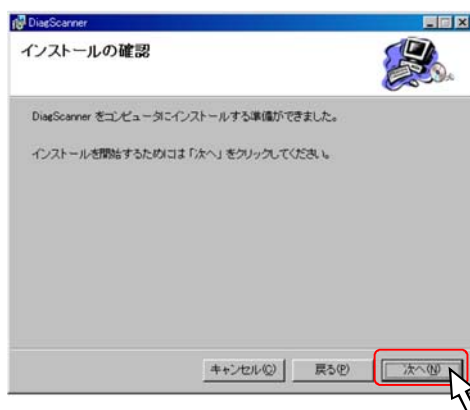 DiagScanner
インストールの確認
DiagScanner をコンピュータにインストールする準備ができました。
インストールを開始するためには「次へ」をクリックしてください。
キャンセル(C) 戻る(P) 次へ(N)